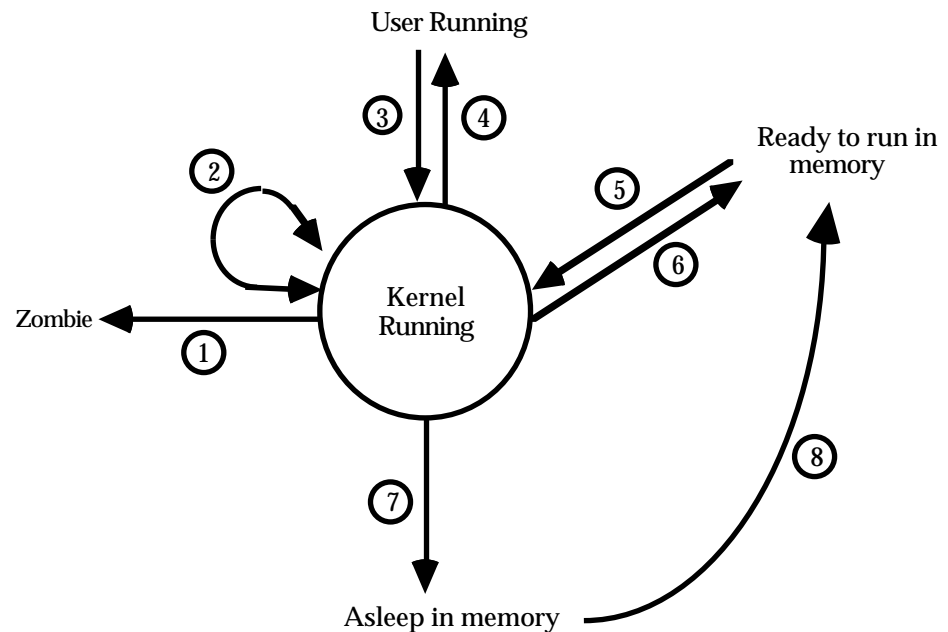 User Running
3
4
Ready to run in
memory
2
5
6
Kernel
Running
Zombie
1
7
8
Asleep in memory